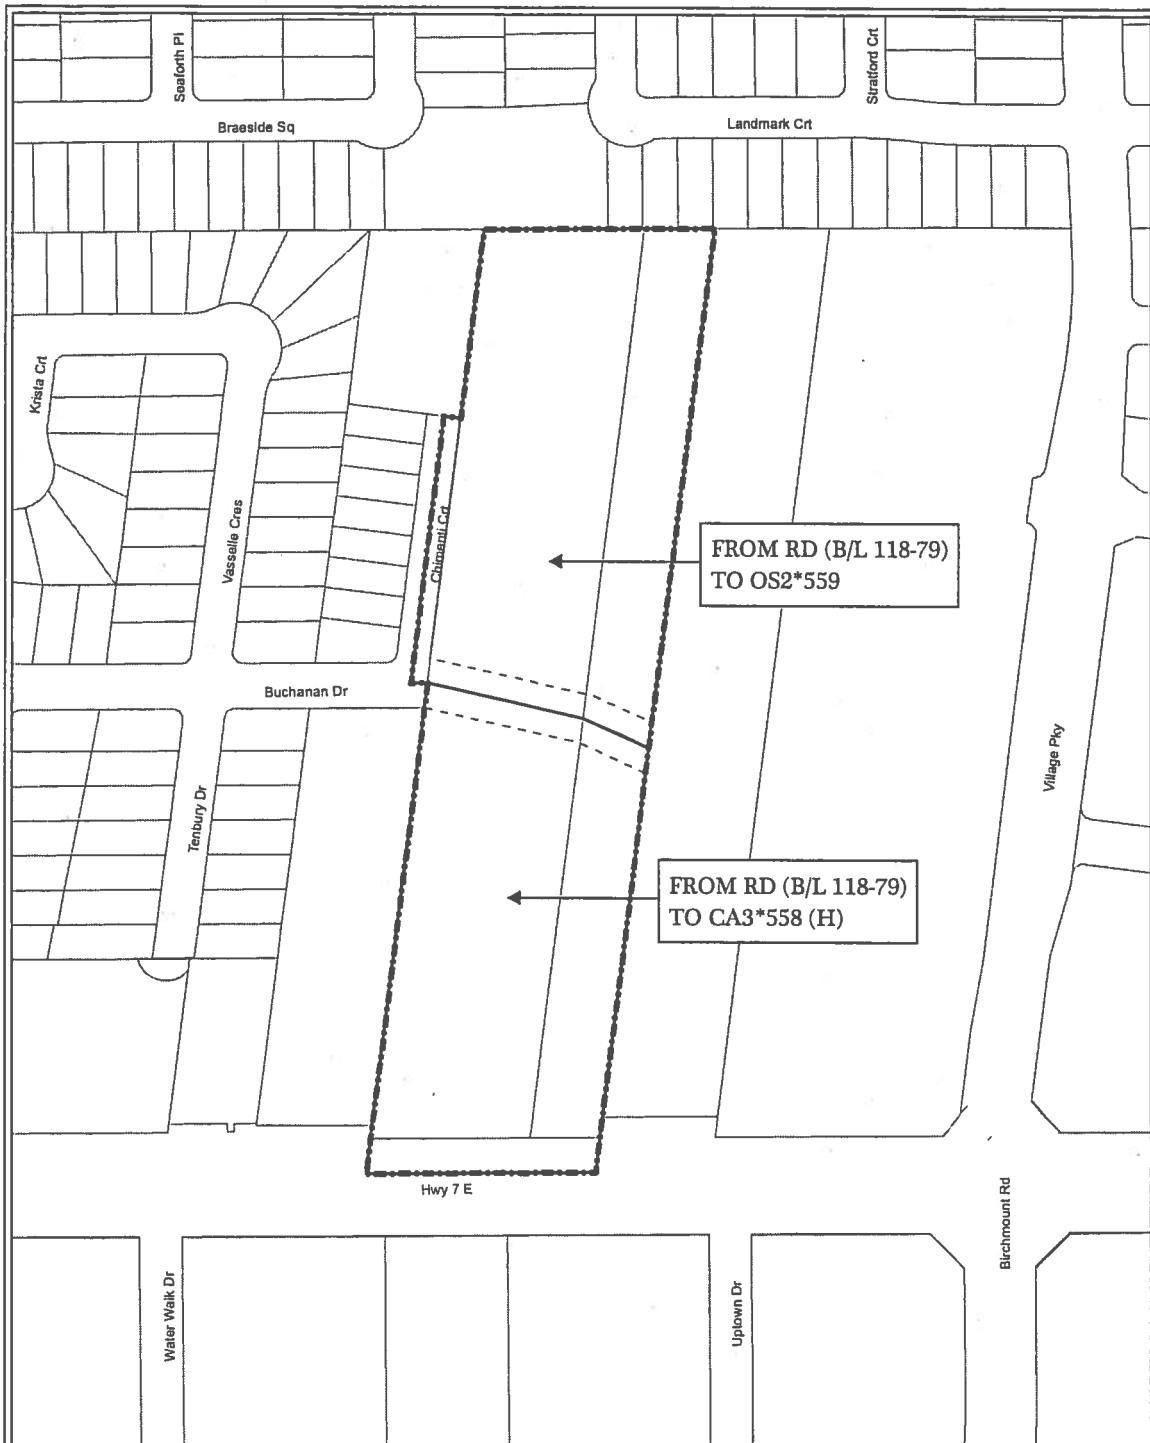 Seaforth Pl
Stratford Crt
Braeside Sq
Landmark Crt
Krista Crt
Vasselle Cres
Chimenti Crt
FROM RD (B/L 118-79)
TO OS2*559
Buchanan Dr
Village Pky
Tenbury Dr
FROM RD (B/L 118-79)
TO CA3*558 (H)
Hwy 7 E
Birchmount Rd
Water Walk Dr
Uptown Dr